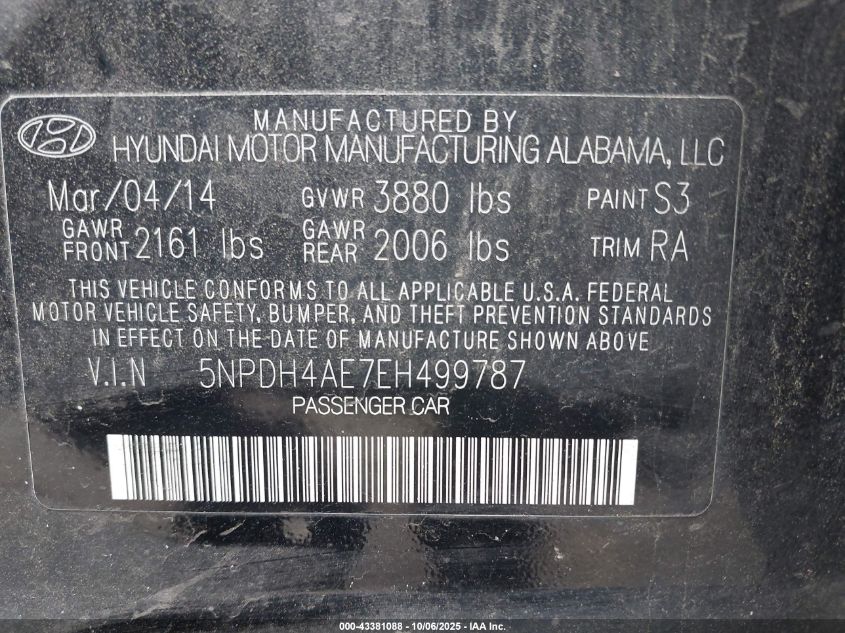 MANUFACTURED BY
HYUNDAI MOTOR MANUFACTURING ALABAMA, LLC
Mar/04/14 GVWR 3880 lbs PAINT S3
GAWR FRONT 2161 lbs GAWR REAR 2006 lbs TRIM RA
THIS VEHICLE CONFORMS TO ALL APPLICABLE U.S.A. FEDERAL
MOTOR VEHICLE SAFETY, BUMPER, AND THEFT PREVENTION STANDARDS
IN EFFECT ON THE DATE OF MANUFACTURE SHOWN ABOVE.
V.I.N 5NPDH4AE7EH499787
PASSENGER CAR
000-43381088 - 10/06/2025 - IAA Inc.